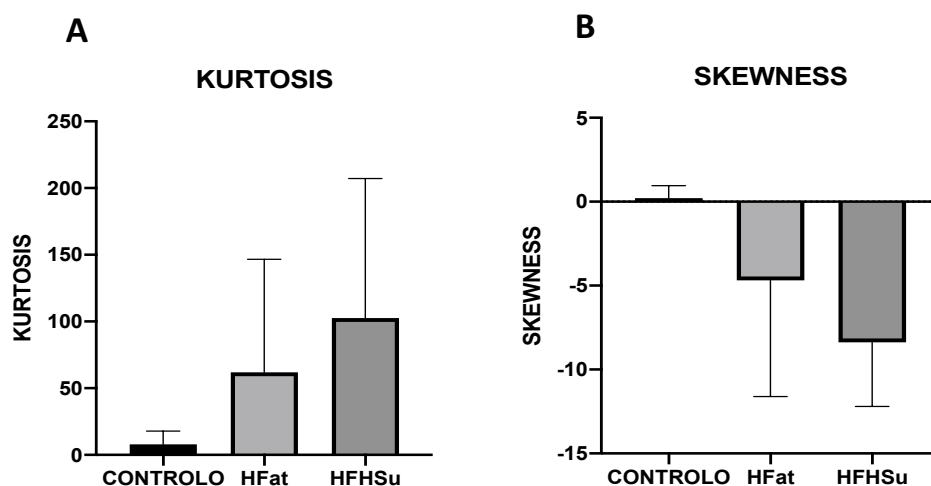 A
KURTOSIS
KURTOSIS
250
200
150
100
50
0
CONTROLO HFat HFHSu
B
SKEWNESS
SKEWNESS
5
0
-5
-10
-15
CONTROLO HFat HFHSu